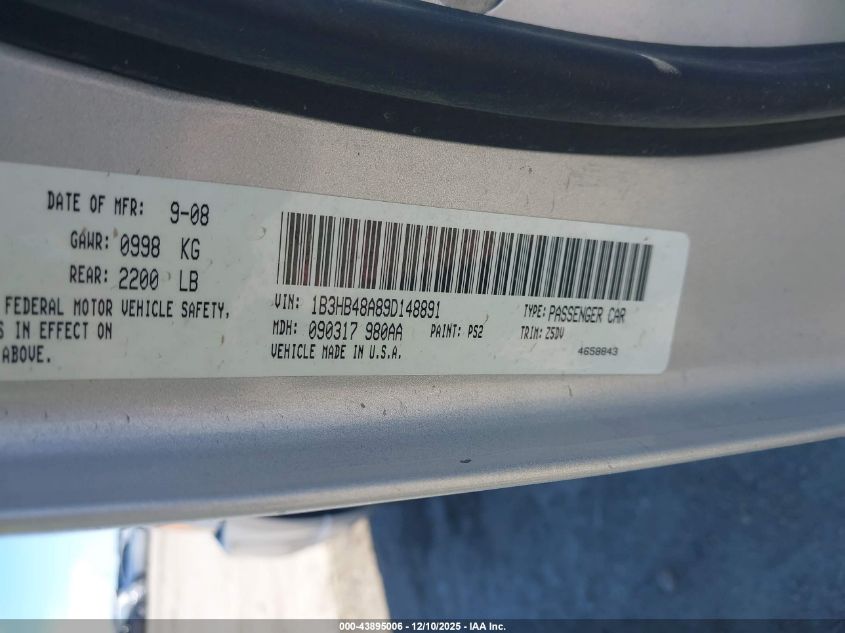 DATE OF MFR: 9-08
GAWR: 0998 KG
REAR: 2200 LB
FEDERAL MOTOR VEHICLE SAFETY,
IN EFFECT ON
ABOVE.
VIN: 1B3HB48A89D148891
TYPE: PASSENGER CAR
MDH: 090317 980AA
PAINT: PS2
TRIM: Z5DV
VEHICLE MADE IN U.S.A.
4658843
000-43895006 - 12/10/2025 - IAA Inc.